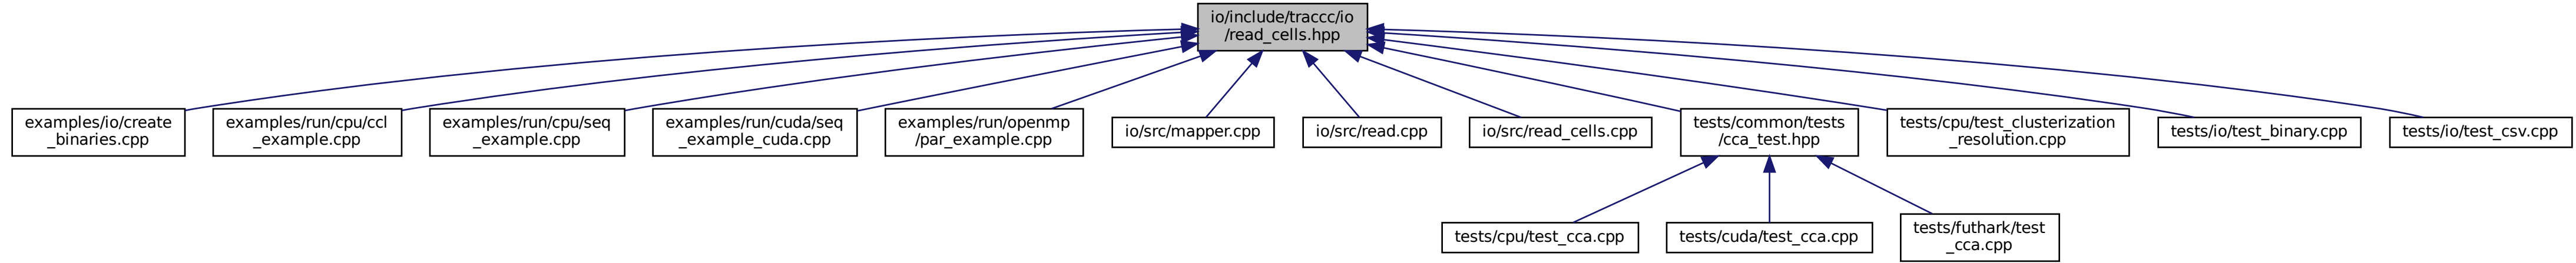 io/include/traccc/io
/read_cells.hpp
examples/io/create
_binaries.cpp
examples/run/cpu/ccl
_example.cpp
examples/run/cpu/seq
_example.cpp
examples/run/cuda/seq
_example_cuda.cpp
examples/run/openmp
/par_example.cpp
io/src/mapper.cpp
io/src/read.cpp
io/src/read_cells.cpp
tests/common/tests
/cca_test.hpp
tests/cpu/test_clusterization
_resolution.cpp
tests/io/test_binary.cpp
tests/io/test_csv.cpp
tests/cpu/test_cca.cpp
tests/cuda/test_cca.cpp
tests/futhark/test
_cca.cpp